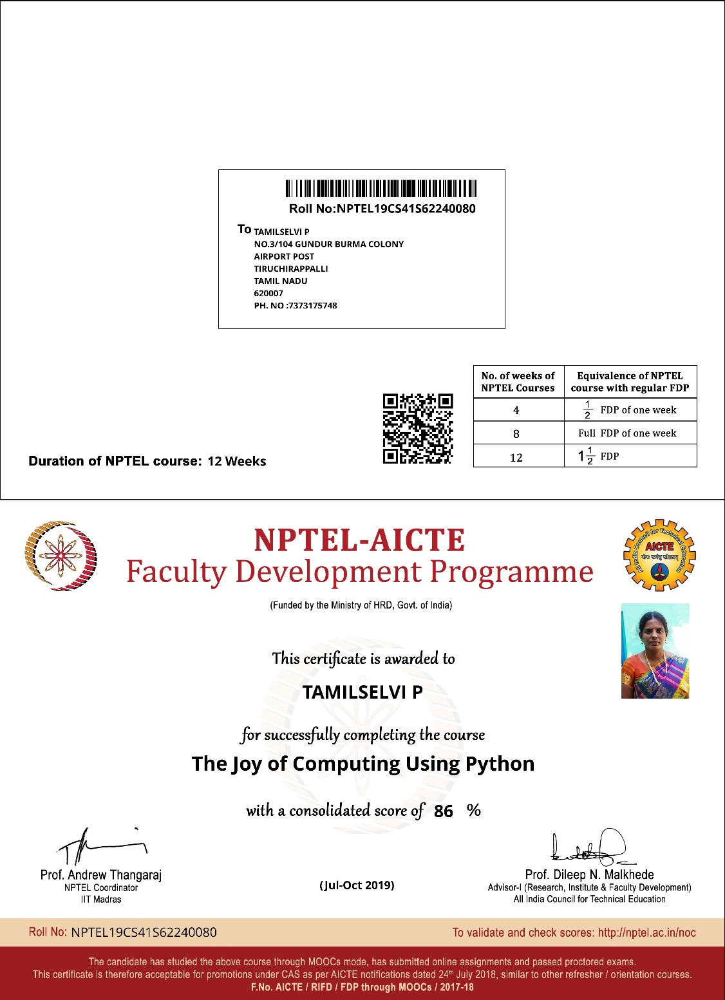 Roll No:NPTEL19CS41S62240080
To TAMILSELVI P
NO.3/104 GUNDUR BURMA COLONY
AIRPORT POST
TIRUCHIRAPPALLI
TAMIL NADU
620007
PH. NO :7373175748
No. of weeks of NPTEL Courses Equivalence of NPTEL course with regular FDP
4 1/2 FDP of one week
8 Full FDP of one week
12 1 1/2 FDP
Duration of NPTEL course: 12 Weeks
NPTEL-AICTE
Faculty Development Programme
(Funded by the Ministry of HRD, Govt. of India)
All India Council for Technical Education
AICTE
This certificate is awarded to
TAMILSELVI P
for successfully completing the course
The Joy of Computing Using Python
with a consolidated score of 86 %
Prof. Andrew Thangaraj
NPTEL Coordinator
IIT Madras
(Jul-Oct 2019)
Prof. Dileep N. Malkhede
Advisor-I (Research, Institute & Faculty Development)
All India Council for Technical Education
Roll No: NPTEL19CS41S62240080
To validate and check scores: http://nptel.ac.in/noc
The candidate has studied the above course through MOOCs mode, has submitted online assignments and passed proctored exams.
This certificate is therefore acceptable for promotions under CAS as per AICTE notifications dated 24th July 2018, similar to other refresher / orientation courses.
F.No. AICTE / RIFD / FDP through MOOCs / 2017-18